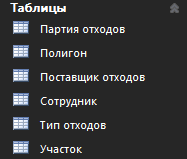 Таблицы
Партия отходов
Полигон
Поставщик отходов
Сотрудник
Тип отходов
Участок